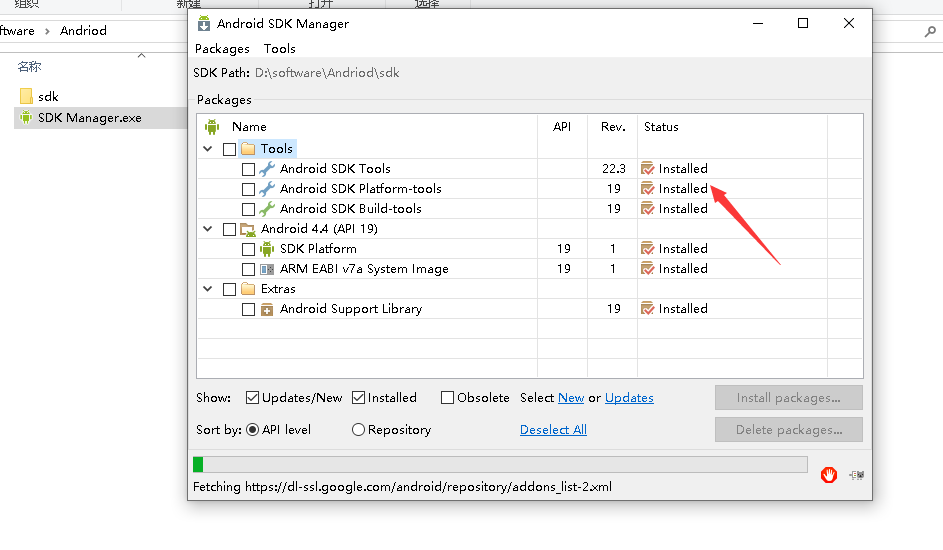 组织 新建 打开 选择
ftware › Andriod
名称
sdk
SDK Manager.exe
Android SDK Manager
Packages Tools
SDK Path: D:\software\Andriod\sdk
Packages
Name API Rev. Status
Tools
Android SDK Tools 22.3 Installed
Android SDK Platform-tools 19 Installed
Android SDK Build-tools 19 Installed
Android 4.4 (API 19)
SDK Platform 19 1 Installed
ARM EABI v7a System Image 19 1 Installed
Extras
Android Support Library 19 Installed
Show: Updates/New Installed Obsolete Select New or Updates Install packages...
Sort by: API level Repository Deselect All Delete packages...
Fetching https://dl-ssl.google.com/android/repository/addons_list-2.xml